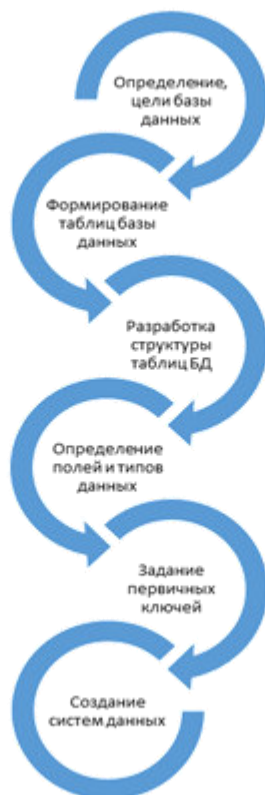 Определение,
цели базы
данных
Формирование
таблиц базы
данных
Разработка
структуры
таблиц БД
Определение
полей и типов
данных
Задание
первичных
ключей
Создание
систем данных